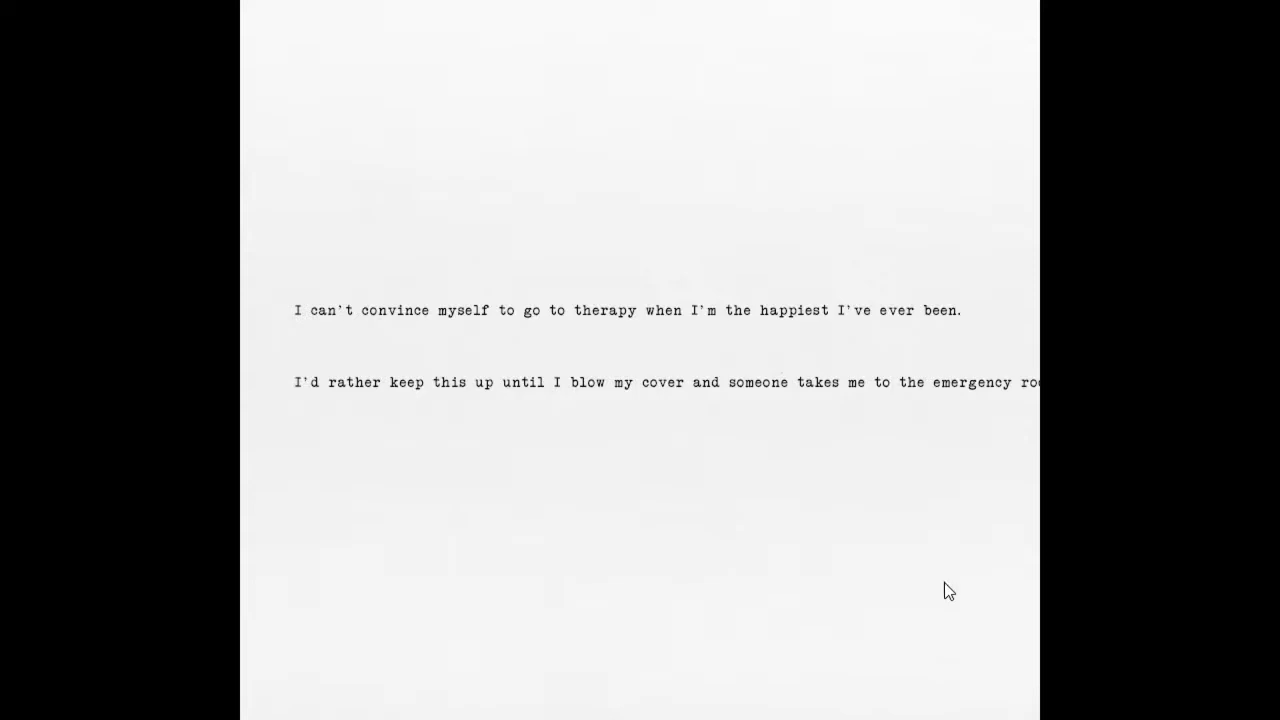 I can't convince myself to go to therapy when I'm the happiest I've ever been.
I'd rather keep this up until I blow my cover and someone takes me to the emergency